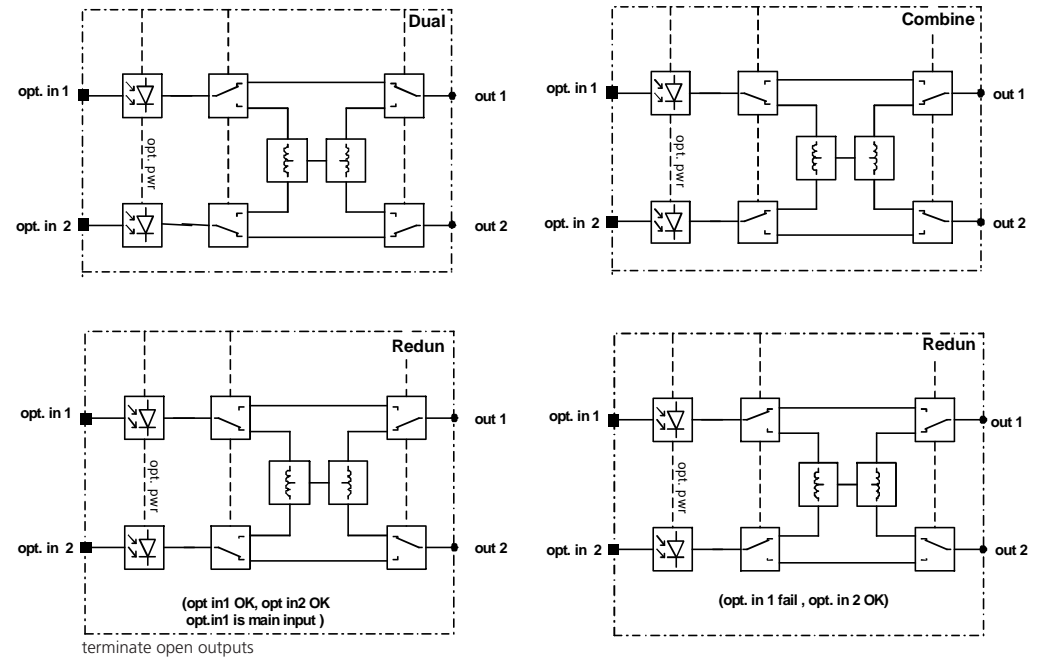 Dual
opt. in 1
out 1
opt. pwr
opt. in 2
out 2
Combine
opt. in 1
out 1
opt. pwr
opt. in 2
out 2
Redun
opt. in 1
out 1
opt. pwr
opt. in 2
out 2
(opt in1 OK, opt in2 OK
opt.in1 is main input )
terminate open outputs
Redun
opt. in 1
out 1
opt. pwr
opt. in 2
out 2
(opt. in 1 fail , opt. in 2 OK)